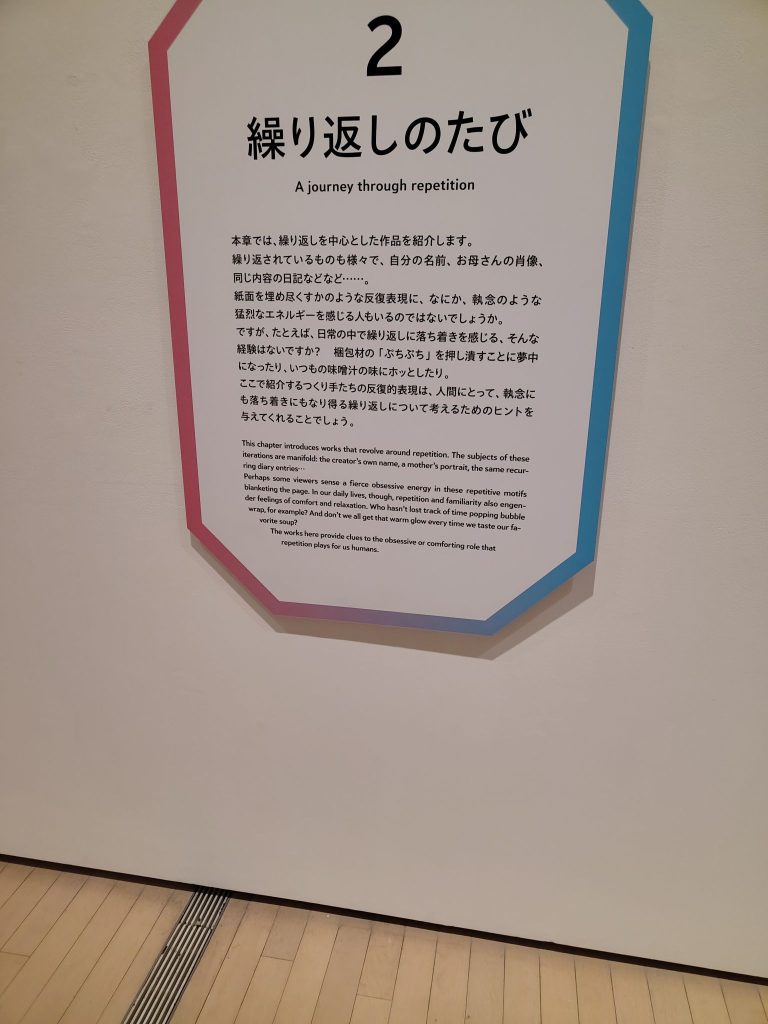 2
繰り返しのたび
A journey through repetition
本章では、繰り返しを中心とした作品を紹介します。
繰り返されているものも様々で、自分の名前、お母さんの肖像、
同じ内容の日記などなど……。
紙面を埋め尽くすかのような反復表現に、なにか、執念のような
猛烈なエネルギーを感じる人もいるのではないでしょうか。
ですが、たとえば、日常の中で繰り返しに落ち着きを感じる、そんな
経験はないですか？　梱包材の「ぷちぷち」を押し潰すことに夢中
になったり、いつもの味噌汁の味にホッとしたり。
ここで紹介するつくり手たちの反復的表現は、人間にとって、執念に
も落ち着きにもなり得る繰り返しについて考えるためのヒントを
与えてくれることでしょう。
This chapter introduces works that revolve around repetition. The subjects of these
iterations are manifold: the creator's own name, a mother's portrait, the same recur-
ring diary entries…
Perhaps some viewers sense a fierce obsessive energy in these repetitive motifs
blanketing the page. In our daily lives, though, repetition and familiarity also engen-
der feelings of comfort and relaxation. Who hasn't lost track of time popping bubble
wrap, for example? And don't we all get that warm glow every time we taste our fa-
vorite soup?
The works here provide clues to the obsessive or comforting role that
repetition plays for us humans.